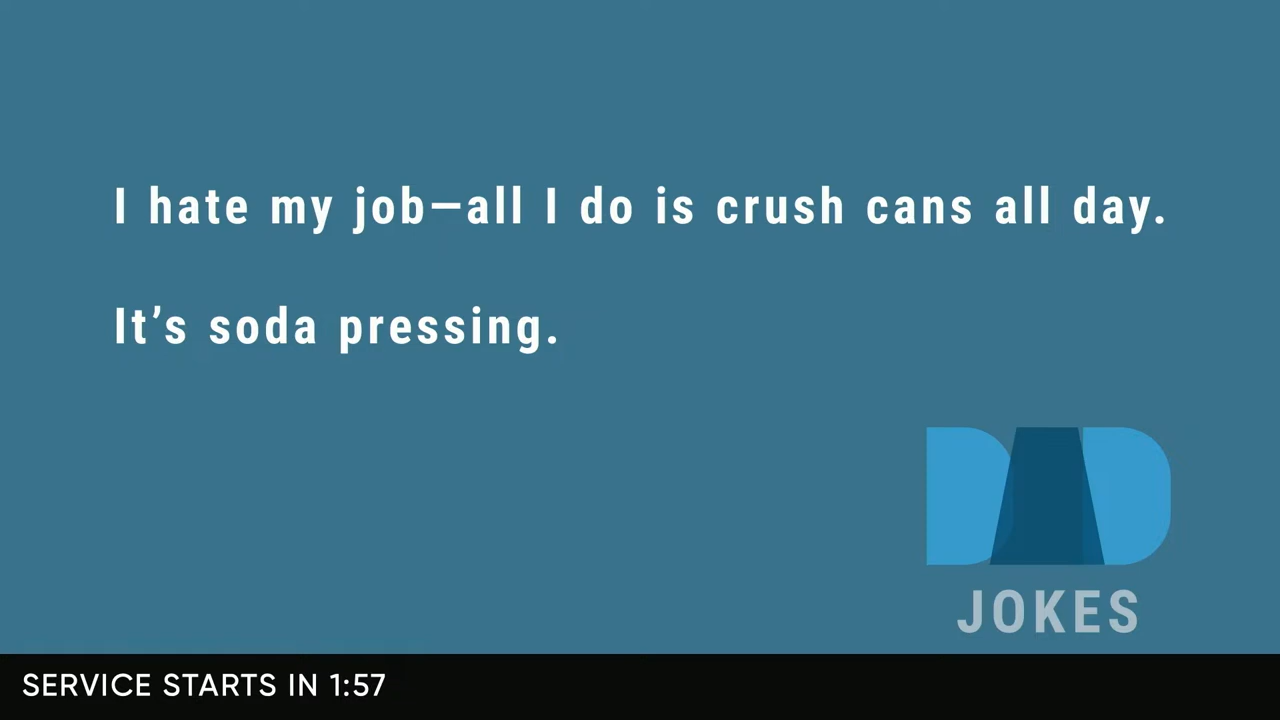 I hate my job—all I do is crush cans all day.
It’s soda pressing.
DAD
JOKES
SERVICE STARTS IN 1:57